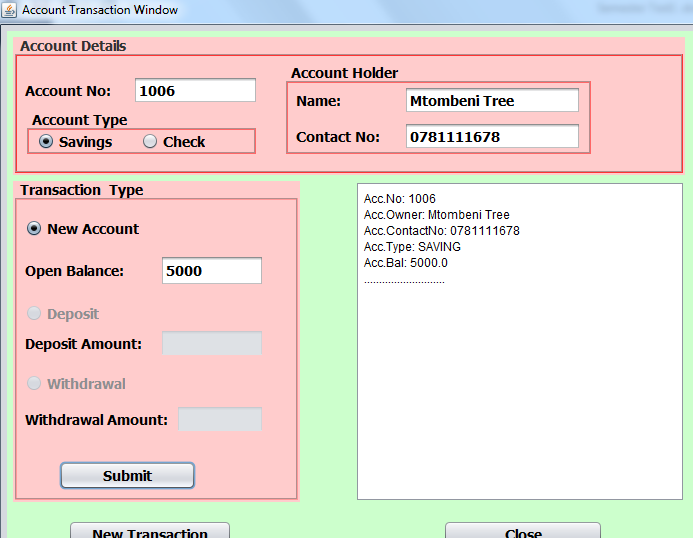 Account Transaction Window
Account Details
Account No: 1006
Account Type
Savings Check
Account Holder
Name: Mtombeni Tree
Contact No: 0781111678
Transaction Type
New Account
Open Balance: 5000
Deposit
Deposit Amount:
Withdrawal
Withdrawal Amount:
Submit
Acc.No: 1006
Acc.Owner: Mtombeni Tree
Acc.ContactNo: 0781111678
Acc.Type: SAVING
Acc.Bal: 5000.0
...........................
New Transaction
Close